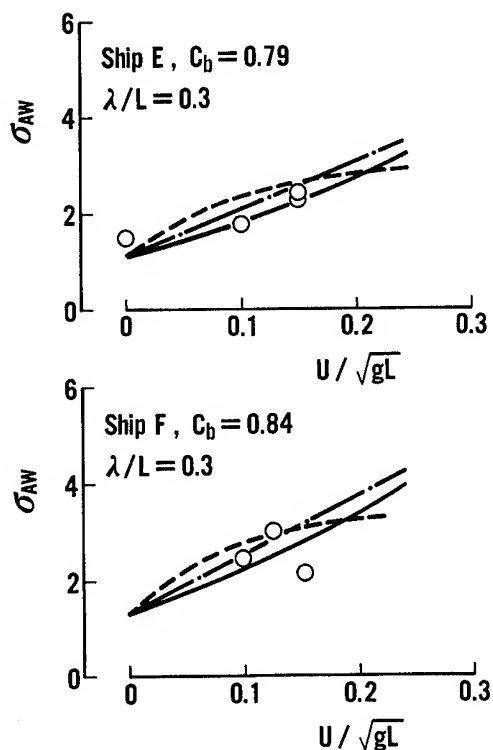 6
Ship E , C_b = 0.79
λ/L = 0.3
4
σ_AW
2
0
0 0.1 0.2 0.3
U / √gL
6
Ship F , C_b = 0.84
λ/L = 0.3
4
σ_AW
2
0
0 0.1 0.2 0.3
U / √gL